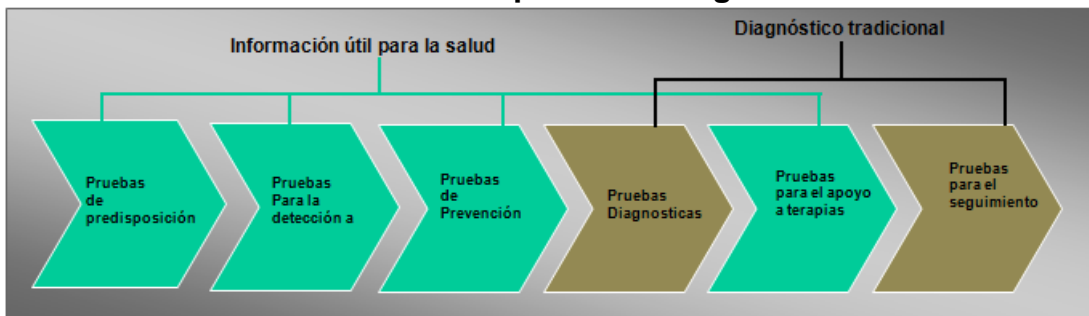 Diagnóstico tradicional
Información útil para la salud
Pruebas
de
predisposición
Pruebas
Para la
detección a
Pruebas
de
Prevención
Pruebas
Diagnosticas
Pruebas
para el apoyo
a terapias
Pruebas
para el
seguimiento